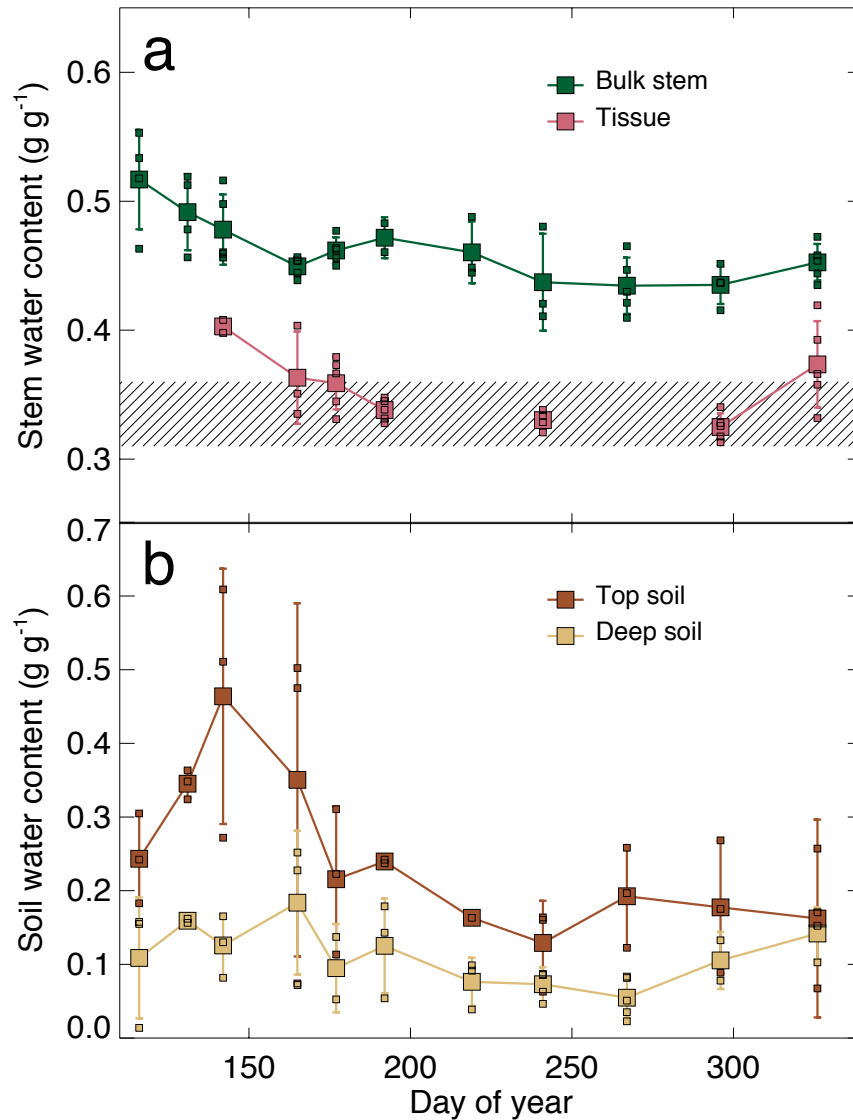 a
Bulk stem
Tissue
Stem water content (g g⁻¹)
0.6
0.5
0.4
0.3
b
Top soil
Deep soil
Soil water content (g g⁻¹)
0.7
0.6
0.5
0.4
0.3
0.2
0.1
0.0
150 200 250 300
Day of year